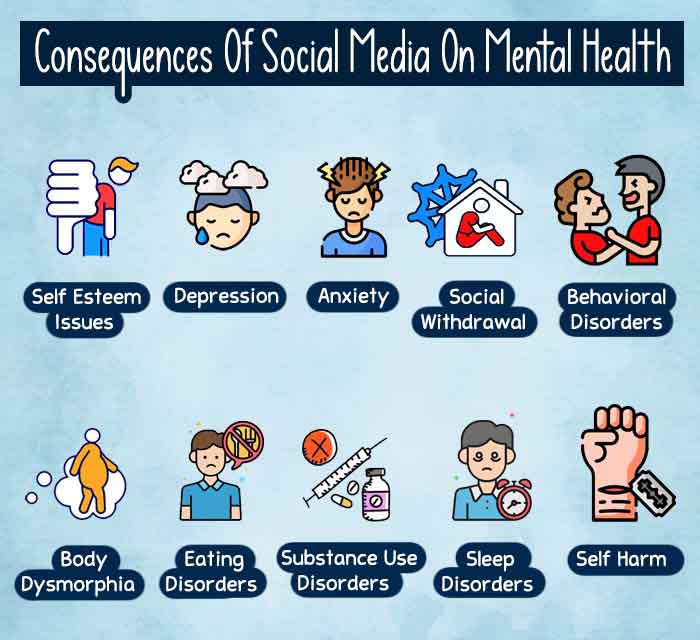 Consequences Of Social Media On Mental Health
Self Esteem
Issues
Depression
Anxiety
Social
Withdrawal
Behavioral
Disorders
Body
Dysmorphia
Eating
Disorders
Substance Use
Disorders
Sleep
Disorders
Self Harm